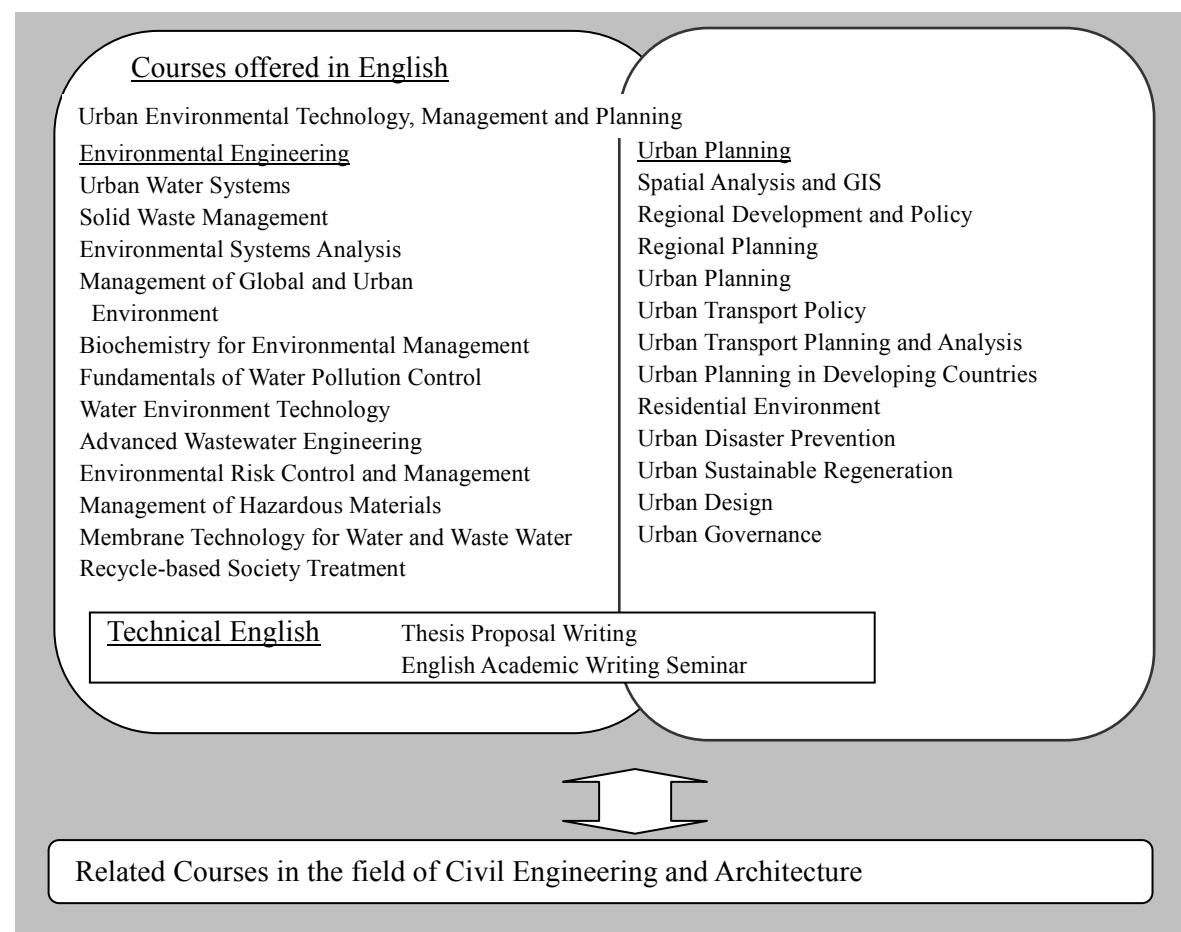 Courses offered in English
Urban Environmental Technology, Management and Planning
Environmental Engineering
Urban Water Systems
Solid Waste Management
Environmental Systems Analysis
Management of Global and Urban
Environment
Biochemistry for Environmental Management
Fundamentals of Water Pollution Control
Water Environment Technology
Advanced Wastewater Engineering
Environmental Risk Control and Management
Management of Hazardous Materials
Membrane Technology for Water and Waste Water
Recycle-based Society Treatment
Urban Planning
Spatial Analysis and GIS
Regional Development and Policy
Regional Planning
Urban Planning
Urban Transport Policy
Urban Transport Planning and Analysis
Urban Planning in Developing Countries
Residential Environment
Urban Disaster Prevention
Urban Sustainable Regeneration
Urban Design
Urban Governance
Technical English
Thesis Proposal Writing
English Academic Writing Seminar
Related Courses in the field of Civil Engineering and Architecture